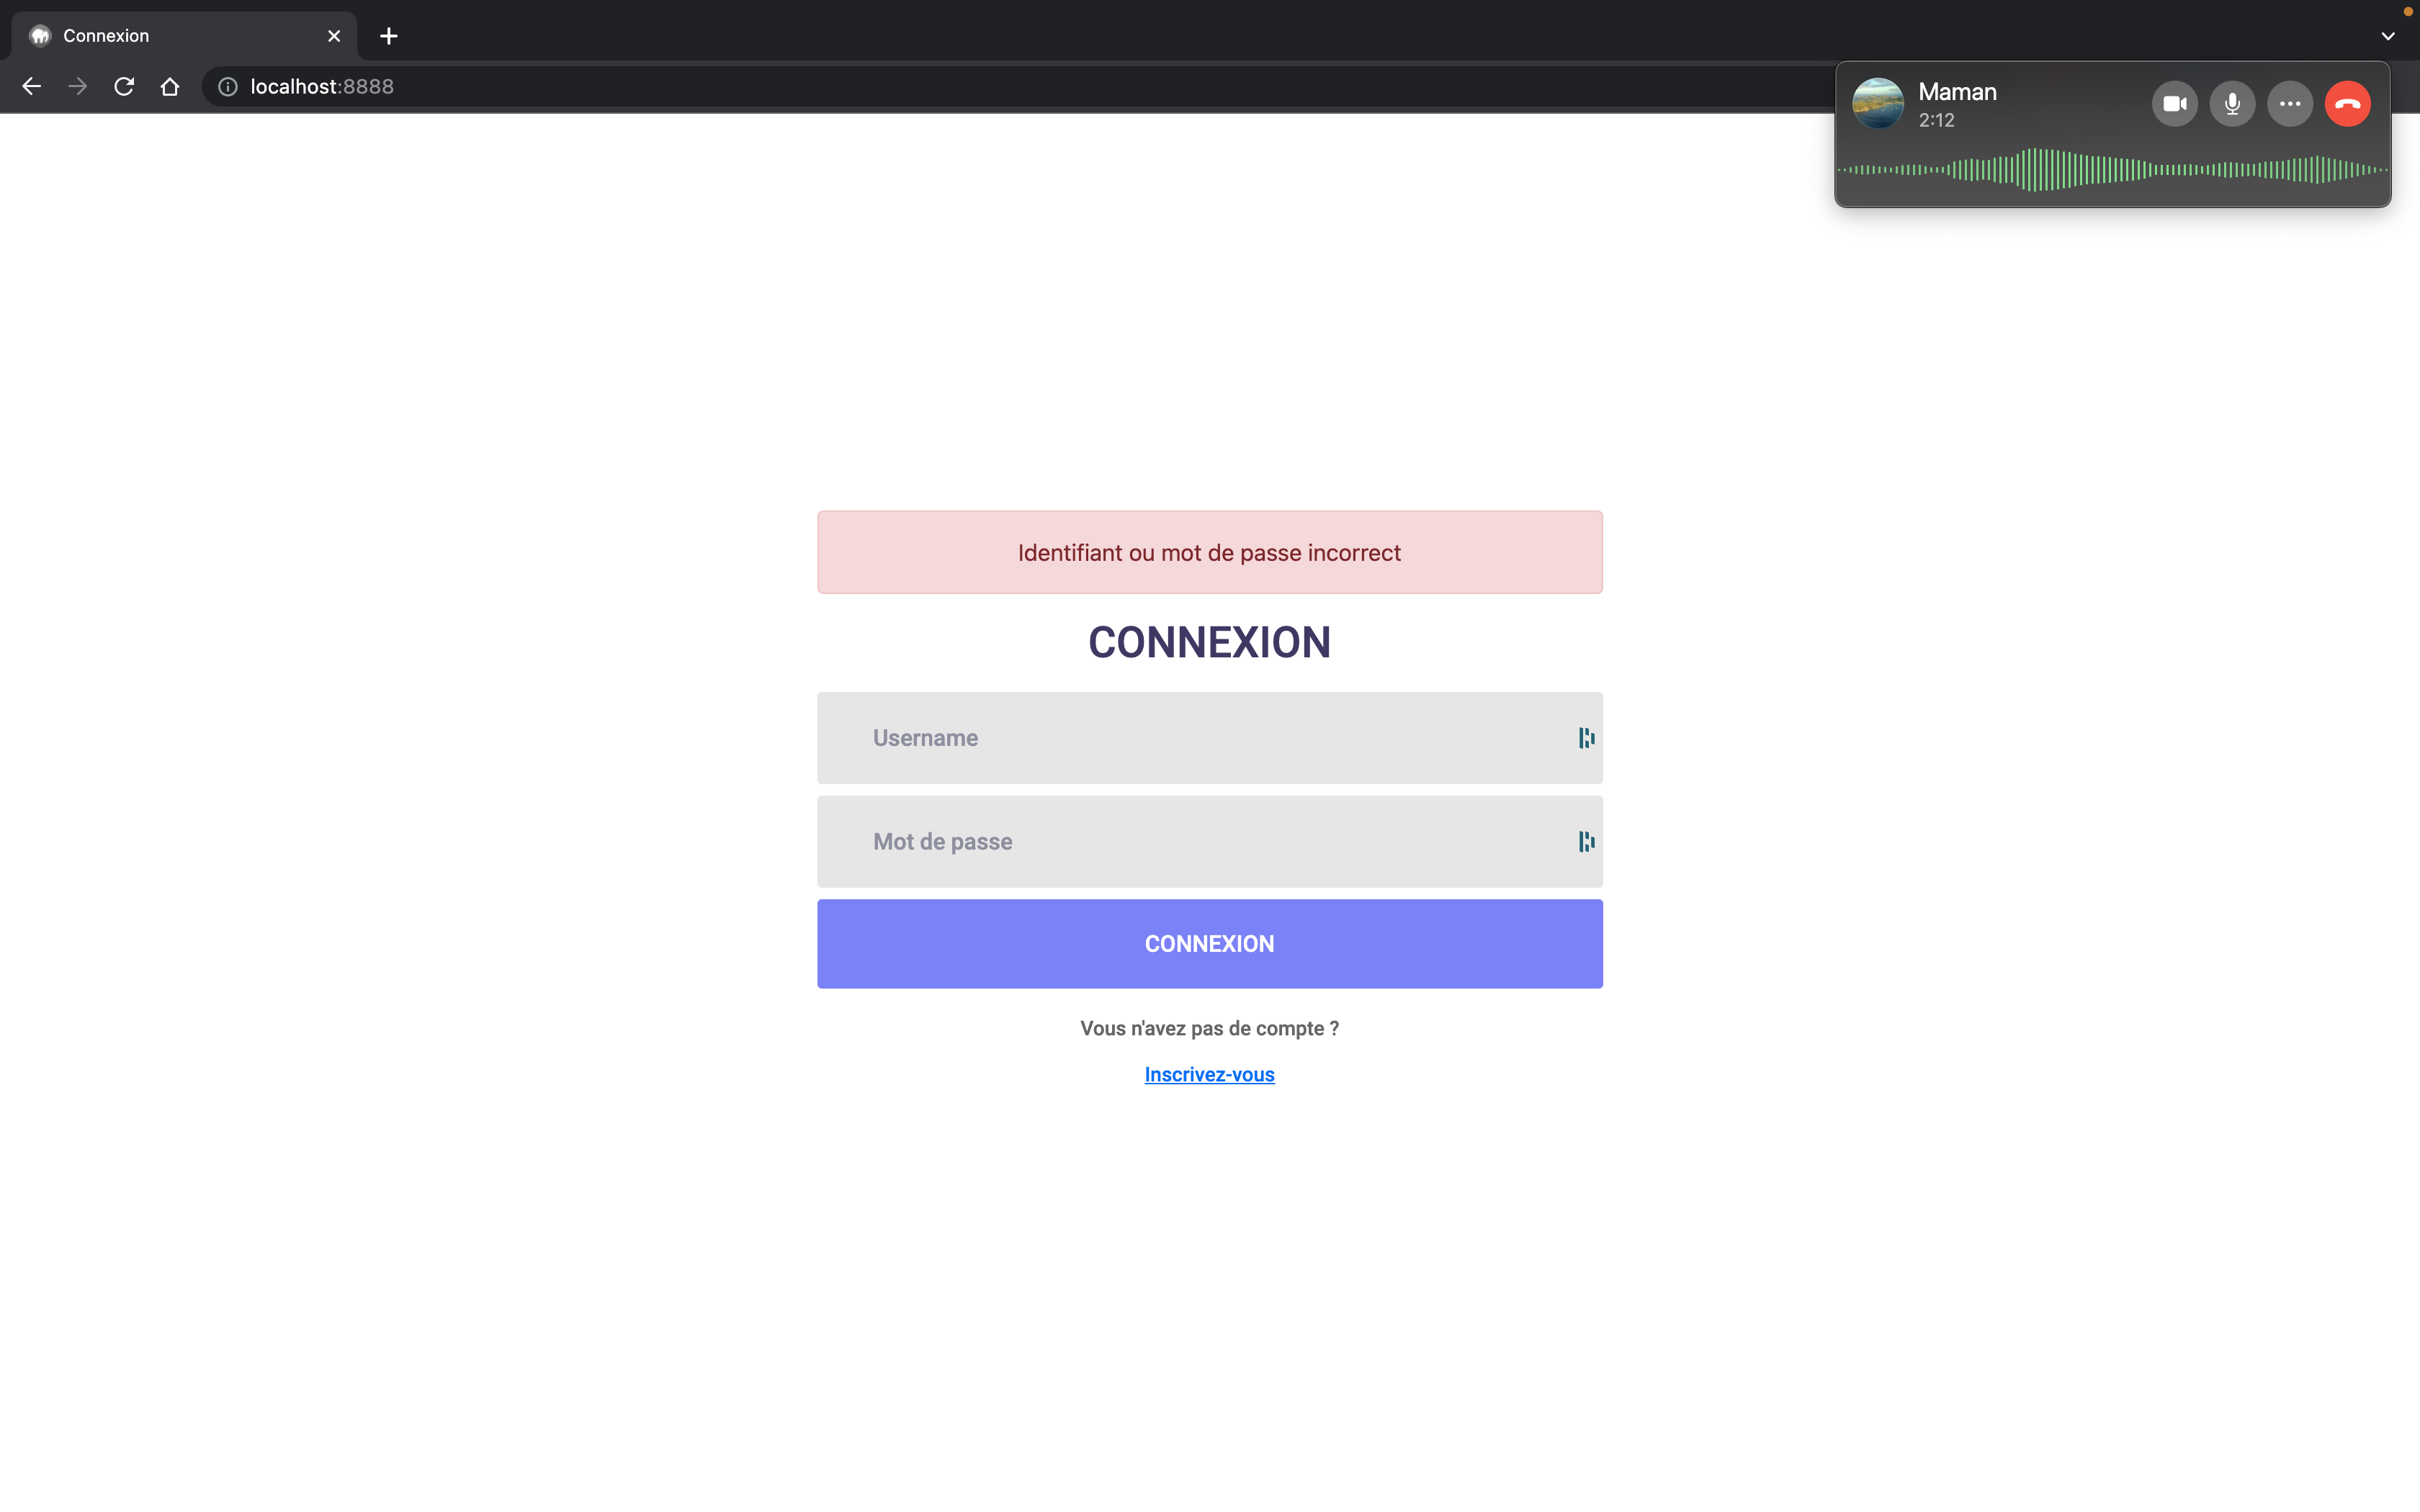 Connexion
localhost:8888
Maman
2:12
Identifiant ou mot de passe incorrect
CONNEXION
Username
Mot de passe
CONNEXION
Vous n'avez pas de compte ?
Inscrivez-vous